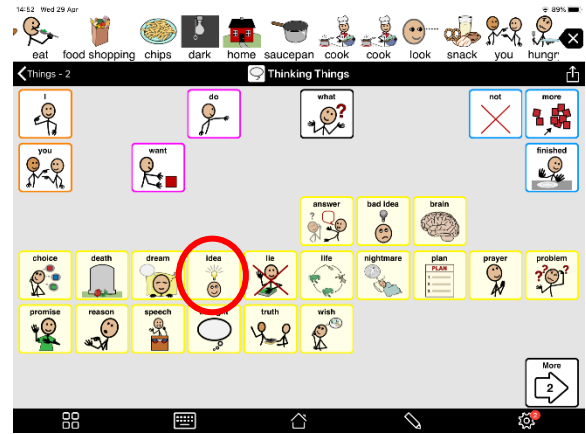 14:52 Wed 29 Apr 89%
eat food shopping chips dark home saucepan cook cook look snack you
Things - 2 Thinking Things
I do what not more
?
you want finished
answer bad idea brain
?
choice death dream idea lie life nightmare plan prayer problem
PLAN ? ?
promise reason speech truth wish
More
2
2